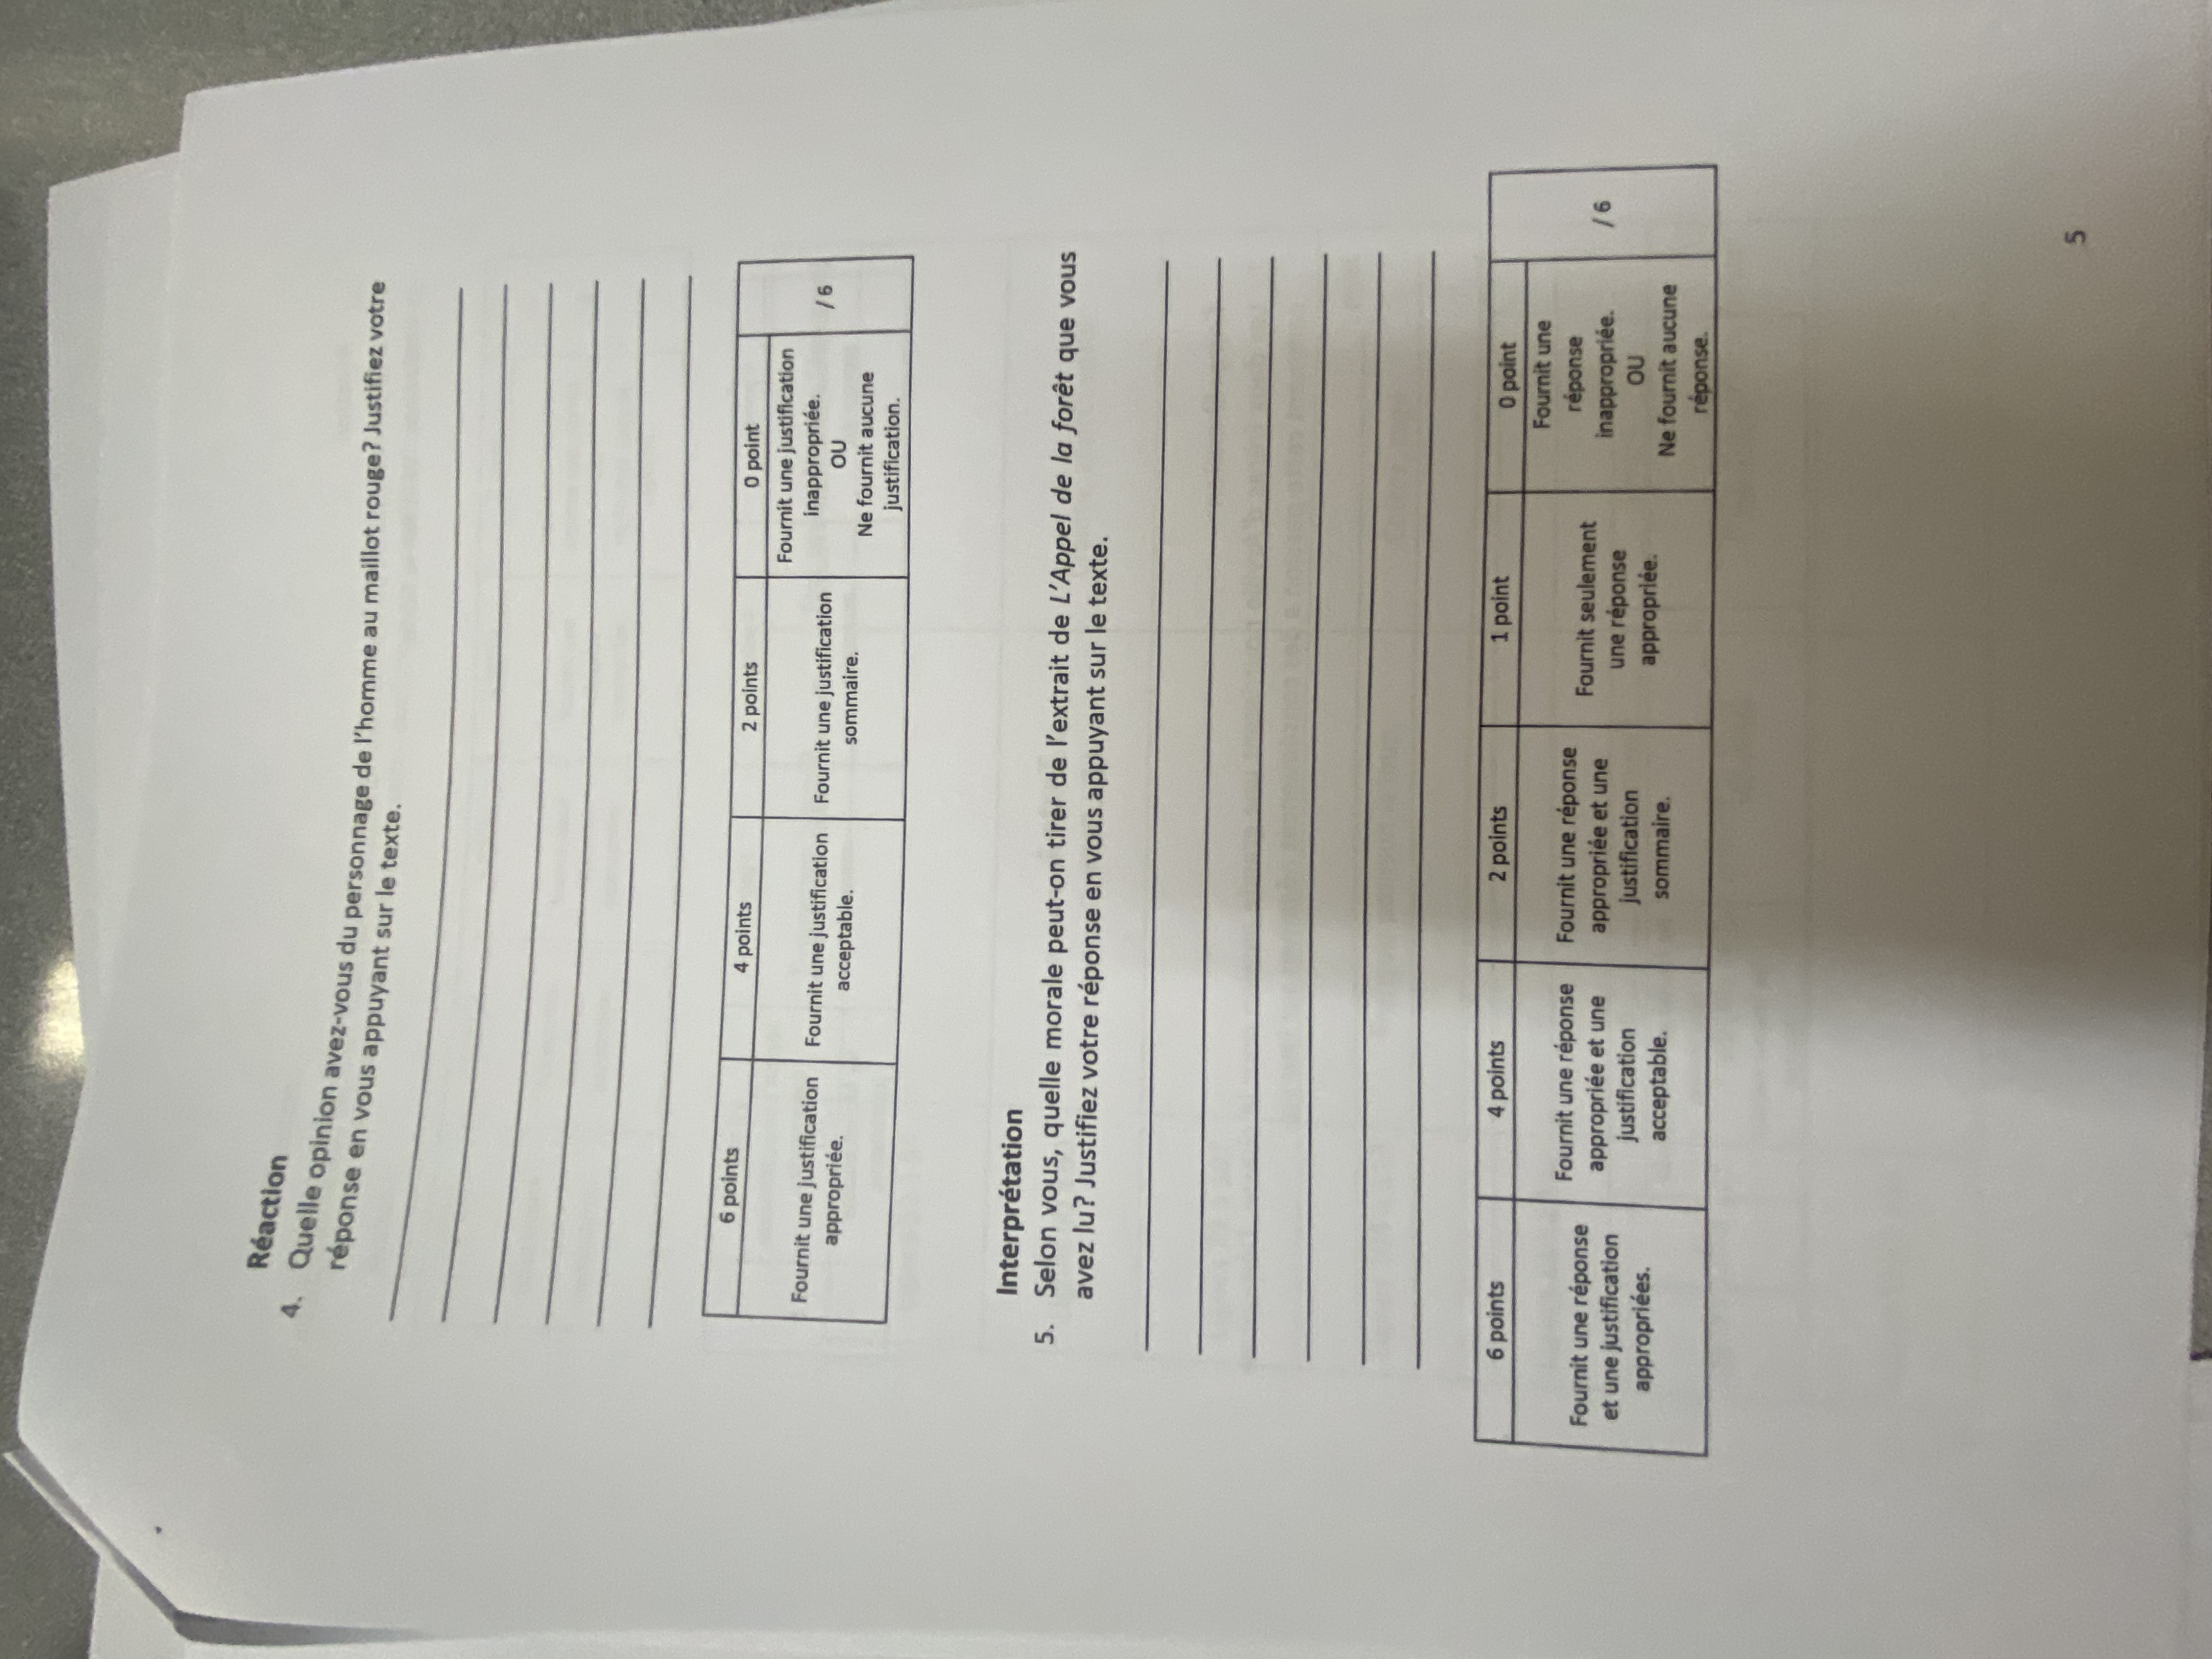 Réaction
4. Quelle opinion avez-vous du personnage de l'homme au maillot rouge? Justifiez votre
réponse en vous appuyant sur le texte.
6 points
4 points
2 points
0 point
Fournit une justification
appropriée.
Fournit une justification
acceptable.
Fournit une justification
sommaire.
Fournit une justification
inappropriée.
OU
Ne fournit aucune
justification.
/ 6
Interprétation
5. Selon vous, quelle morale peut-on tirer de l'extrait de L'Appel de la forêt que vous
avez lu? Justifiez votre réponse en vous appuyant sur le texte.
6 points
4 points
2 points
1 point
0 point
Fournit une réponse
et une justification
appropriées.
Fournit une réponse
appropriée et une
justification
acceptable.
Fournit une réponse
appropriée et une
justification
sommaire.
Fournit seulement
une réponse
appropriée.
Fournit une
réponse
inappropriée.
OU
Ne fournit aucune
réponse.
/ 6
5